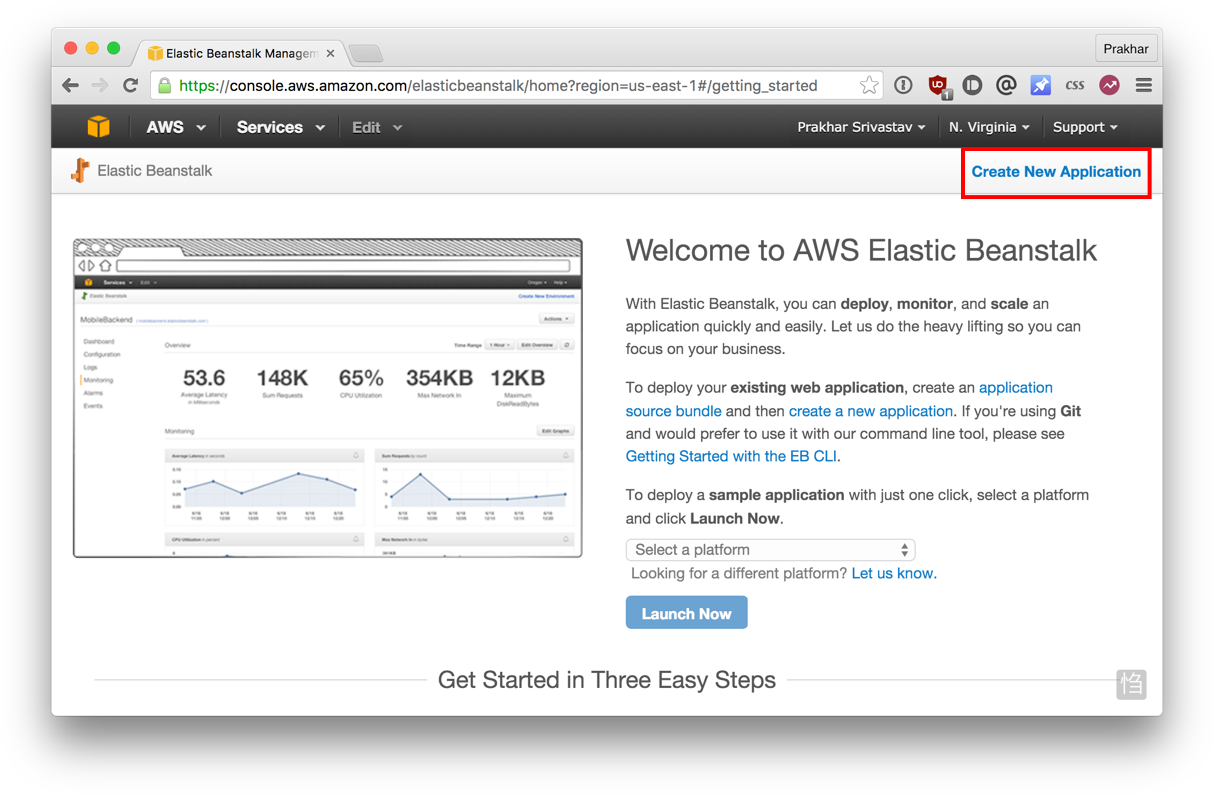 Elastic Beanstalk Managem
Prakhar
https://console.aws.amazon.com/elasticbeanstalk/home?region=us-east-1#/getting_started
1
CSS
AWS Services Edit Prakhar Srivastav N. Virginia Support
Elastic Beanstalk Create New Application
Services Edit Oregon Help
Elastic Beanstalk Create New Environment
MobileBackend
Actions
Dashboard
Configuration
Logs
Monitoring
Alarms
Events
Overview Time Range 1 Hour Edit Overview
53.6 148K 65% 354KB 12KB
Average Latency Sum Requests CPU Utilization Max Network In Maximum
DiskReadBytes
Monitoring Edit Graphs
Average Latency in seconds Sum Requests by count
CPU Utilization in percent Max Network In in bytes
Welcome to AWS Elastic Beanstalk
With Elastic Beanstalk, you can deploy, monitor, and scale an
application quickly and easily. Let us do the heavy lifting so you can
focus on your business.
To deploy your existing web application, create an application
source bundle and then create a new application. If you're using Git
and would prefer to use it with our command line tool, please see
Getting Started with the EB CLI.
To deploy a sample application with just one click, select a platform
and click Launch Now.
Select a platform
Looking for a different platform? Let us know.
Launch Now
Get Started in Three Easy Steps